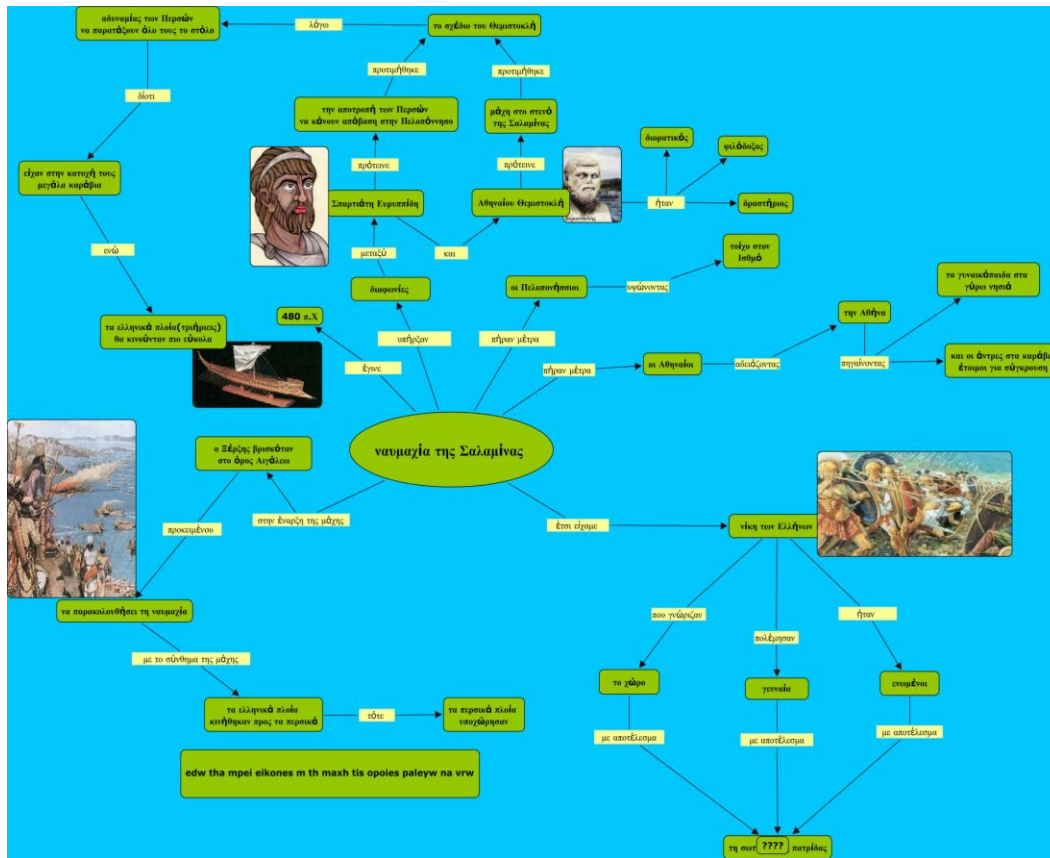 αδυναμίας των Περσών
να παρατάξουν όλο τους το στόλο
λόγω
το σχέδιο του Θεμιστοκλή
προτιμήθηκε
προτιμήθηκε
δίοτι
την αποτροπή των Περσών
να κάνουν απόβαση στην Πελοπόννησο
μάχη στο στενό
της Σαλαμίνας
διορατικός
φιλόδοξος
πρότεινε
πρότεινε
είχαν στην κατοχή τους
μεγάλα καράβια
Σπαρτιάτη Ευρυππίδη
Αθηναίου Θεμιστοκλή
ήταν
δραστήριος
ενώ
μεταξύ
και
τοίχο στον
Ισθμό
διαφωνίες
οι Πελοπονήσσιοι
υψώνοντας
τα γυναικόπαιδα στα
γύρω νησιά
480 π.Χ
την Αθήνα
τα ελληνικά πλοία(τριήριεις)
θα κινούνταν πιο εύκολα
υπήρξαν
πήραν μέτρα
έγινε
πήραν μέτρα
οι Αθηναίοι
αδειάζοντας
πηγαίνοντας
και οι άντρες στα καράβια
έτοιμοι για σύγκρουση
ναυμαχία της Σαλαμίνας
ο Ξέρξης βρισκόταν
στο όρος Αιγάλεω
προκειμένου
στην έναρξη της μάχης
έτσι είχαμε
νίκη των Ελλήνων
να παρακολουθήσει τη ναυμαχία
που γνώριζαν
πολέμησαν
ήταν
με το σύνθημα της μάχης
το χώρο
γενναία
ενωμένοι
τα ελληνικά πλοία
κινήθηκαν προς τα περσικά
τότε
τα περσικά πλοία
υποχώρησαν
με αποτέλεσμα
με αποτέλεσμα
με αποτέλεσμα
edw tha mpei eikones m th maxh tis opoies paleyw na vrw
τη σωτ ???? πατρίδας